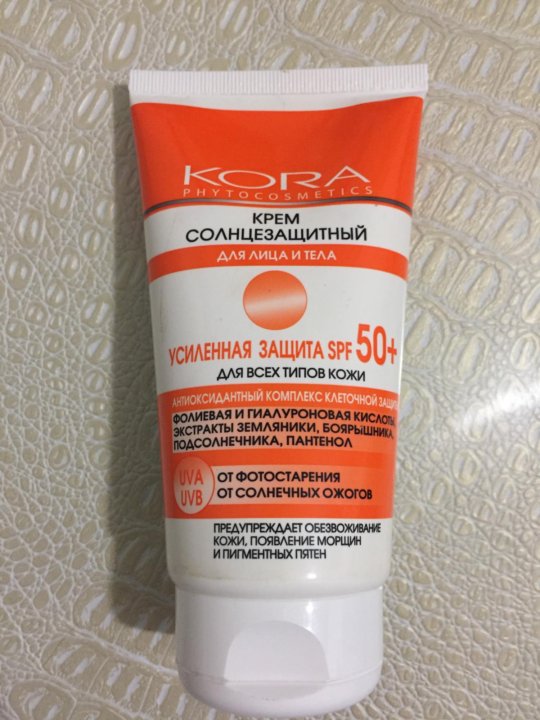 KORA
PHYTOCOSMETICS
КРЕМ
СОЛНЦЕЗАЩИТНЫЙ
ДЛЯ ЛИЦА И ТЕЛА
УСИЛЕННАЯ ЗАЩИТА SPF 50+
ДЛЯ ВСЕХ ТИПОВ КОЖИ
АНТИОКСИДАНТНЫЙ КОМПЛЕКС КЛЕТОЧНОЙ ЗАЩИТЫ
ФОЛИЕВАЯ И ГИАЛУРОНОВАЯ КИСЛОТЫ,
ЭКСТРАКТЫ ЗЕМЛЯНИКИ, БОЯРЫШНИКА,
ПОДСОЛНЕЧНИКА, ПАНТЕНОЛ
UVA
UVB
ОТ ФОТОСТАРЕНИЯ
ОТ СОЛНЕЧНЫХ ОЖОГОВ
ПРЕДУПРЕЖДАЕТ ОБЕЗВОЖИВАНИЕ
КОЖИ, ПОЯВЛЕНИЕ МОРЩИН
И ПИГМЕНТНЫХ ПЯТЕН